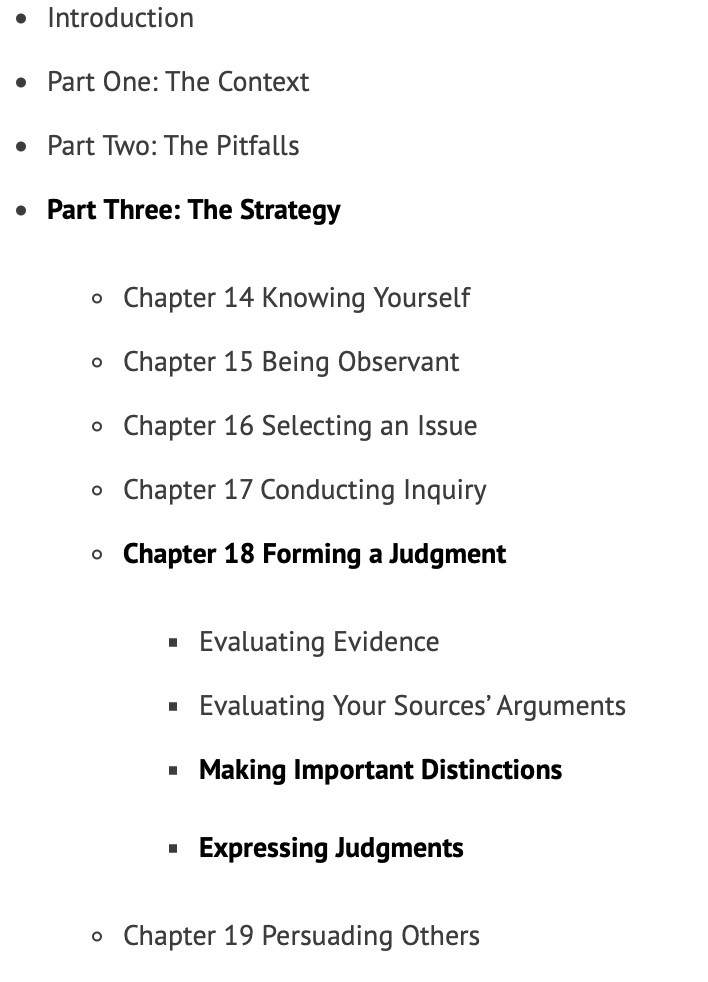 Introduction
Part One: The Context
Part Two: The Pitfalls
Part Three: The Strategy
Chapter 14 Knowing Yourself
Chapter 15 Being Observant
Chapter 16 Selecting an Issue
Chapter 17 Conducting Inquiry
Chapter 18 Forming a Judgment
Evaluating Evidence
Evaluating Your Sources’ Arguments
Making Important Distinctions
Expressing Judgments
Chapter 19 Persuading Others